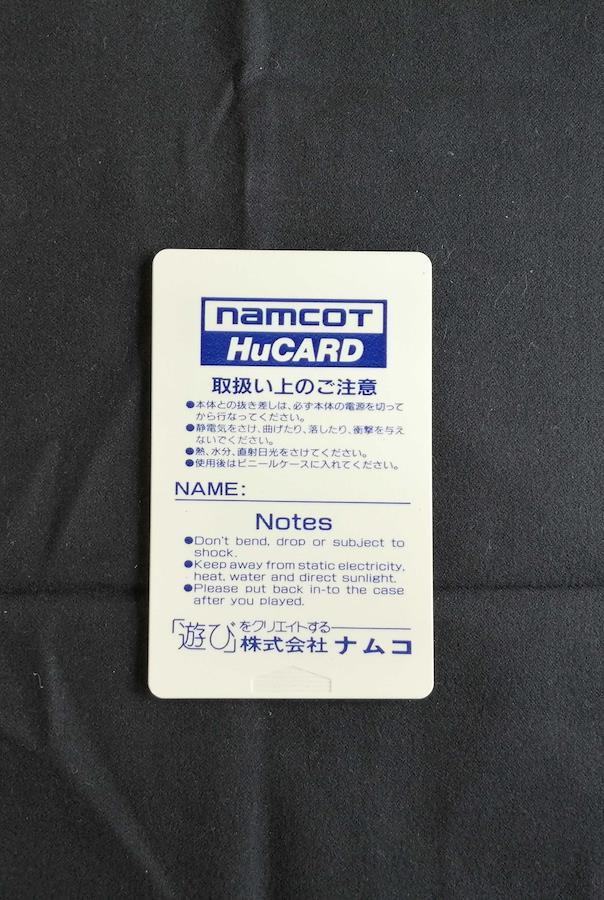 namcoT
HuCARD
取扱い上のご注意
●本体との抜き差しは、必ず本体の電源を切って
から行なってください。
●静電気をさけ、曲げたり、落したり、衝撃を与え
ないでください。
●熱、水分、直射日光をさけてください。
●使用後はビニールケースに入れてください。
NAME:
Notes
●Don't bend, drop or subject to
shock.
●Keep away from static electricity,
heat, water and direct sunlight.
●Please put back in-to the case
after you played.
「遊び」をクリエイトする
株式会社 ナムコ